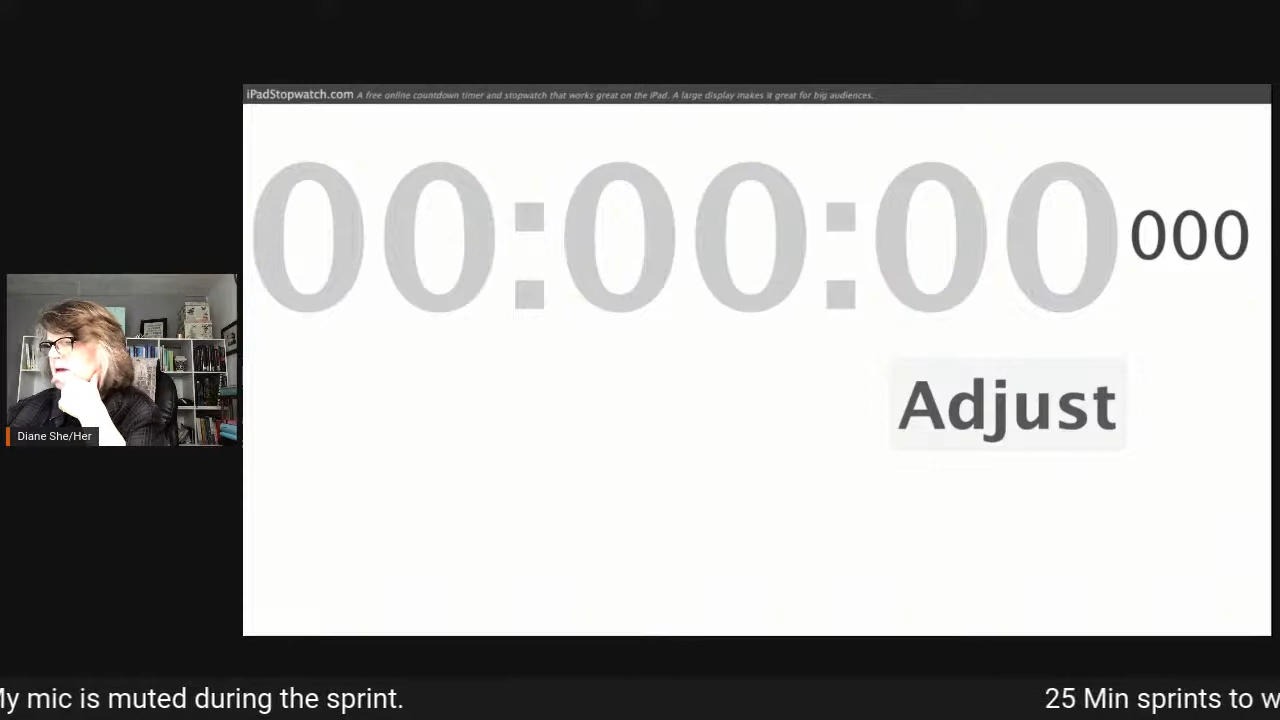 iPadStopwatch.com A free online countdown timer and stopwatch that works great on the iPad. A large display makes it great for big audiences.
00:00:00 000
Adjust
Diane She/Her
My mic is muted during the sprint. 25 Min sprints to w